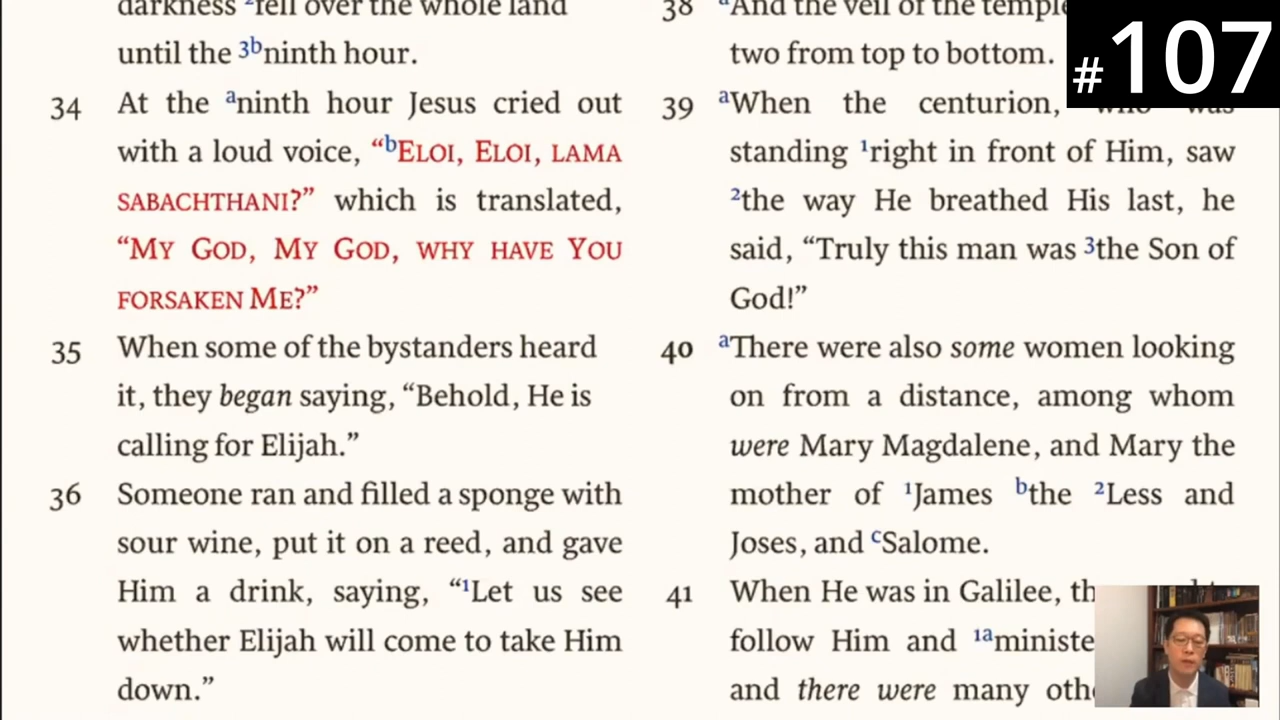 darkness ²fell over the whole land
until the ³ᵇninth hour.
34 At the ᵃninth hour Jesus cried out
with a loud voice, “ᵇELOI, ELOI, LAMA
SABACHTHANI?” which is translated,
“MY GOD, MY GOD, WHY HAVE YOU
FORSAKEN ME?”
35 When some of the bystanders heard
it, they began saying, “Behold, He is
calling for Elijah.”
36 Someone ran and filled a sponge with
sour wine, put it on a reed, and gave
Him a drink, saying, “¹Let us see
whether Elijah will come to take Him
down.”
38 ᵃAnd the veil of the temple
two from top to bottom.
39 ᵃWhen the centurion, who was
standing ¹right in front of Him, saw
²the way He breathed His last, he
said, “Truly this man was ³the Son of
God!”
40 ᵃThere were also some women looking
on from a distance, among whom
were Mary Magdalene, and Mary the
mother of ¹James ᵇthe ²Less and
Joses, and ᶜSalome.
41 When He was in Galilee,
follow Him and
and there were many
#107